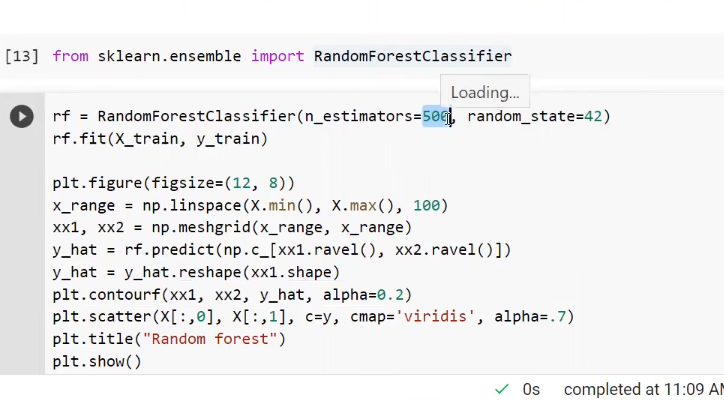 [13] from sklearn.ensemble import RandomForestClassifier
Loading...
rf = RandomForestClassifier(n_estimators=500, random_state=42)
rf.fit(X_train, y_train)
plt.figure(figsize=(12, 8))
x_range = np.linspace(X.min(), X.max(), 100)
xx1, xx2 = np.meshgrid(x_range, x_range)
y_hat = rf.predict(np.c_[xx1.ravel(), xx2.ravel()])
y_hat = y_hat.reshape(xx1.shape)
plt.contourf(xx1, xx2, y_hat, alpha=0.2)
plt.scatter(X[:,0], X[:,1], c=y, cmap='viridis', alpha=.7)
plt.title("Random forest")
plt.show()
0s completed at 11:09 AM